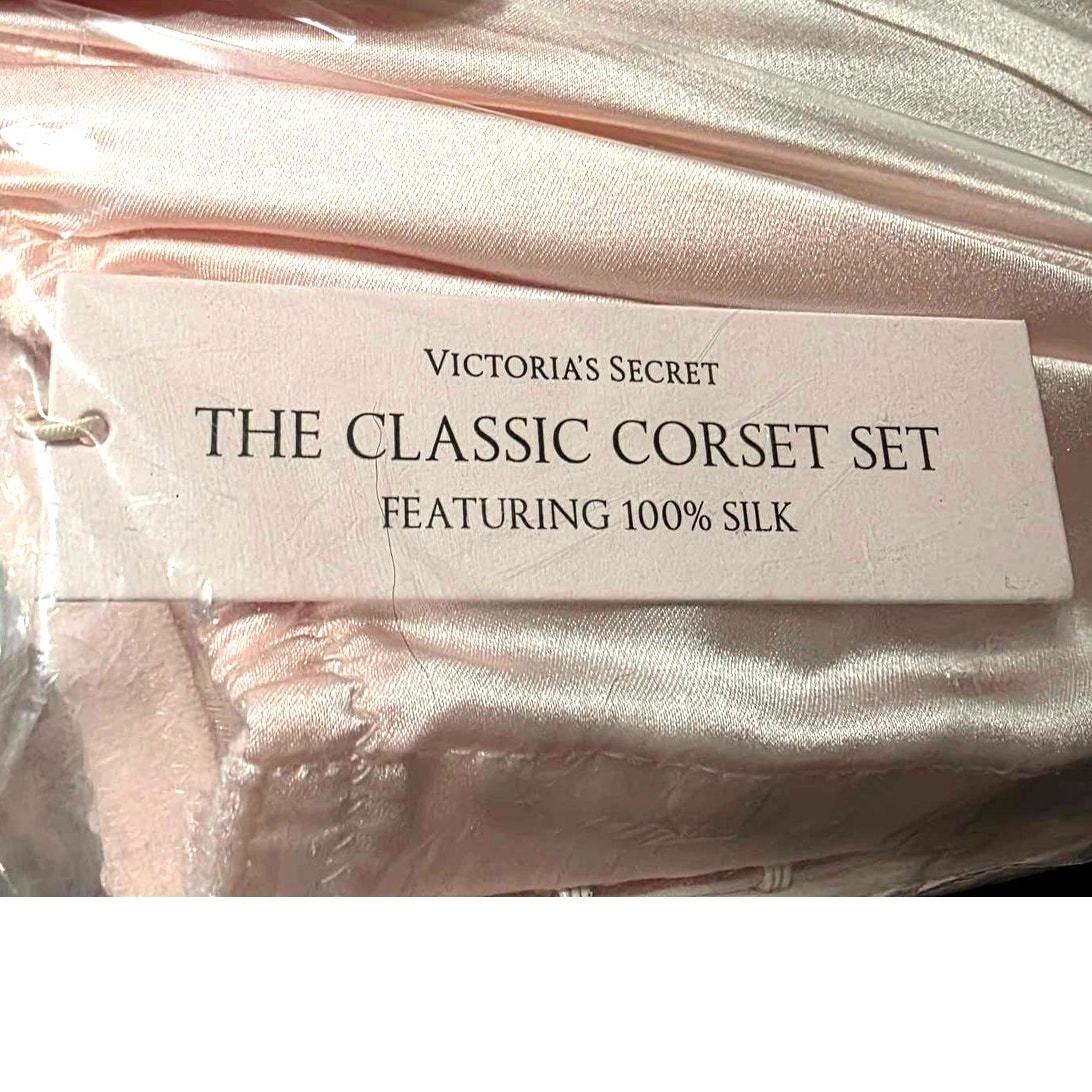 VICTORIA'S SECRET
THE CLASSIC CORSET SET
FEATURING 100% SILK